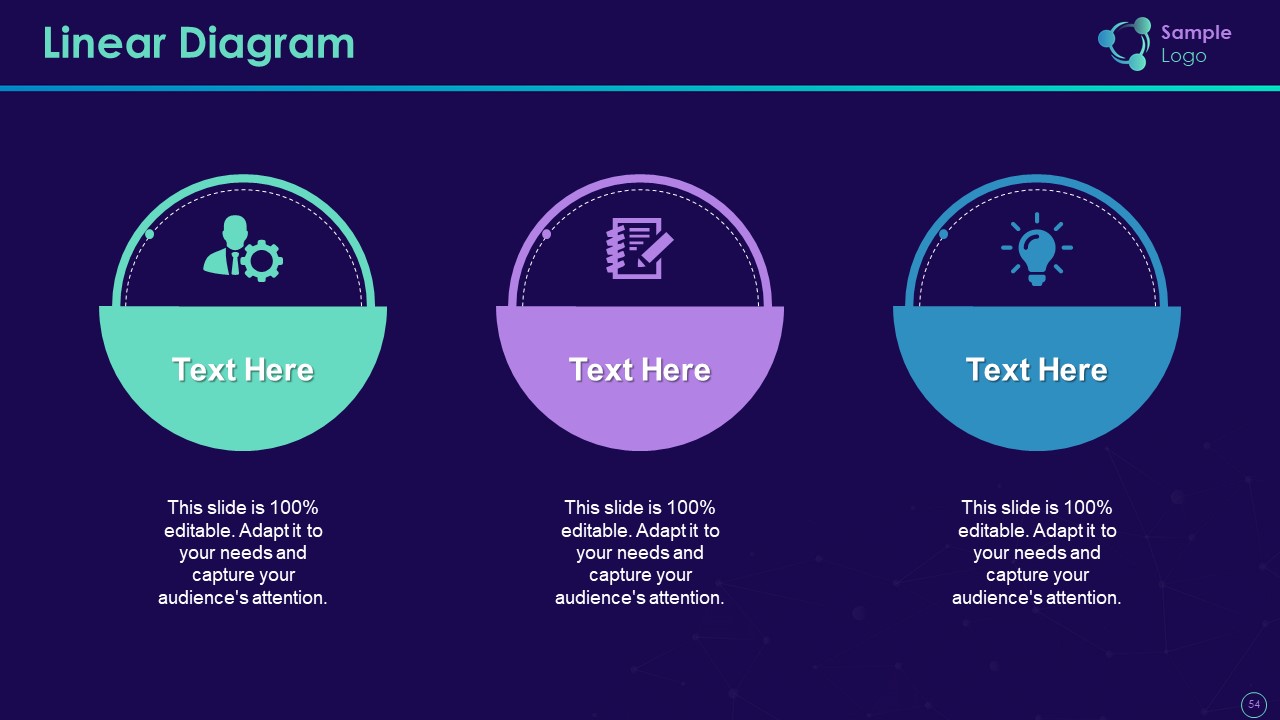 Linear Diagram
Sample
Logo
Text Here
Text Here
Text Here
This slide is 100%
editable. Adapt it to
your needs and
capture your
audience's attention.
This slide is 100%
editable. Adapt it to
your needs and
capture your
audience's attention.
This slide is 100%
editable. Adapt it to
your needs and
capture your
audience's attention.
54